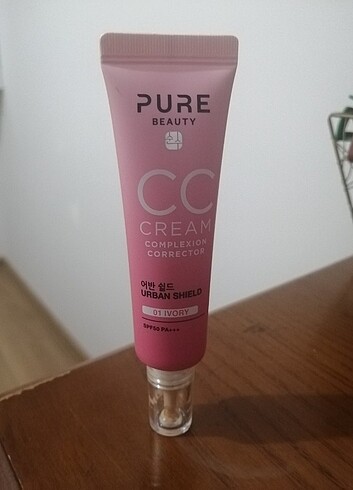 PURE
BEAUTY
CC
CREAM
COMPLEXION
CORRECTOR
어반 쉴드
URBAN SHIELD
01 IVORY
SPF50 PA+++